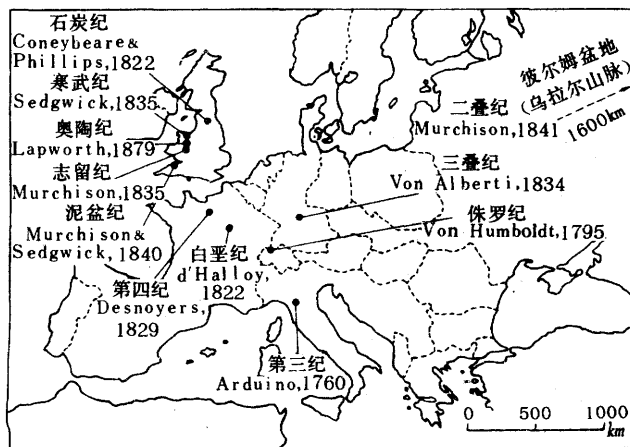 石炭纪
Coneybeare&
Phillips,1822
寒武纪
Sedgwick,1835
奥陶纪
Lapworth,1879
志留纪
Murchison,1835
泥盆纪
Murchison&
Sedgwick,1840
白垩纪
d'Halloy,
1822
第四纪
Desnoyers,
1829
第三纪
Arduino,1760
彼尔姆盆地
(乌拉尔山脉)
1600km
二叠纪
Murchison,1841
三叠纪
Von Alberti,1834
侏罗纪
Von Humboldt,1795
0 500 1000
km